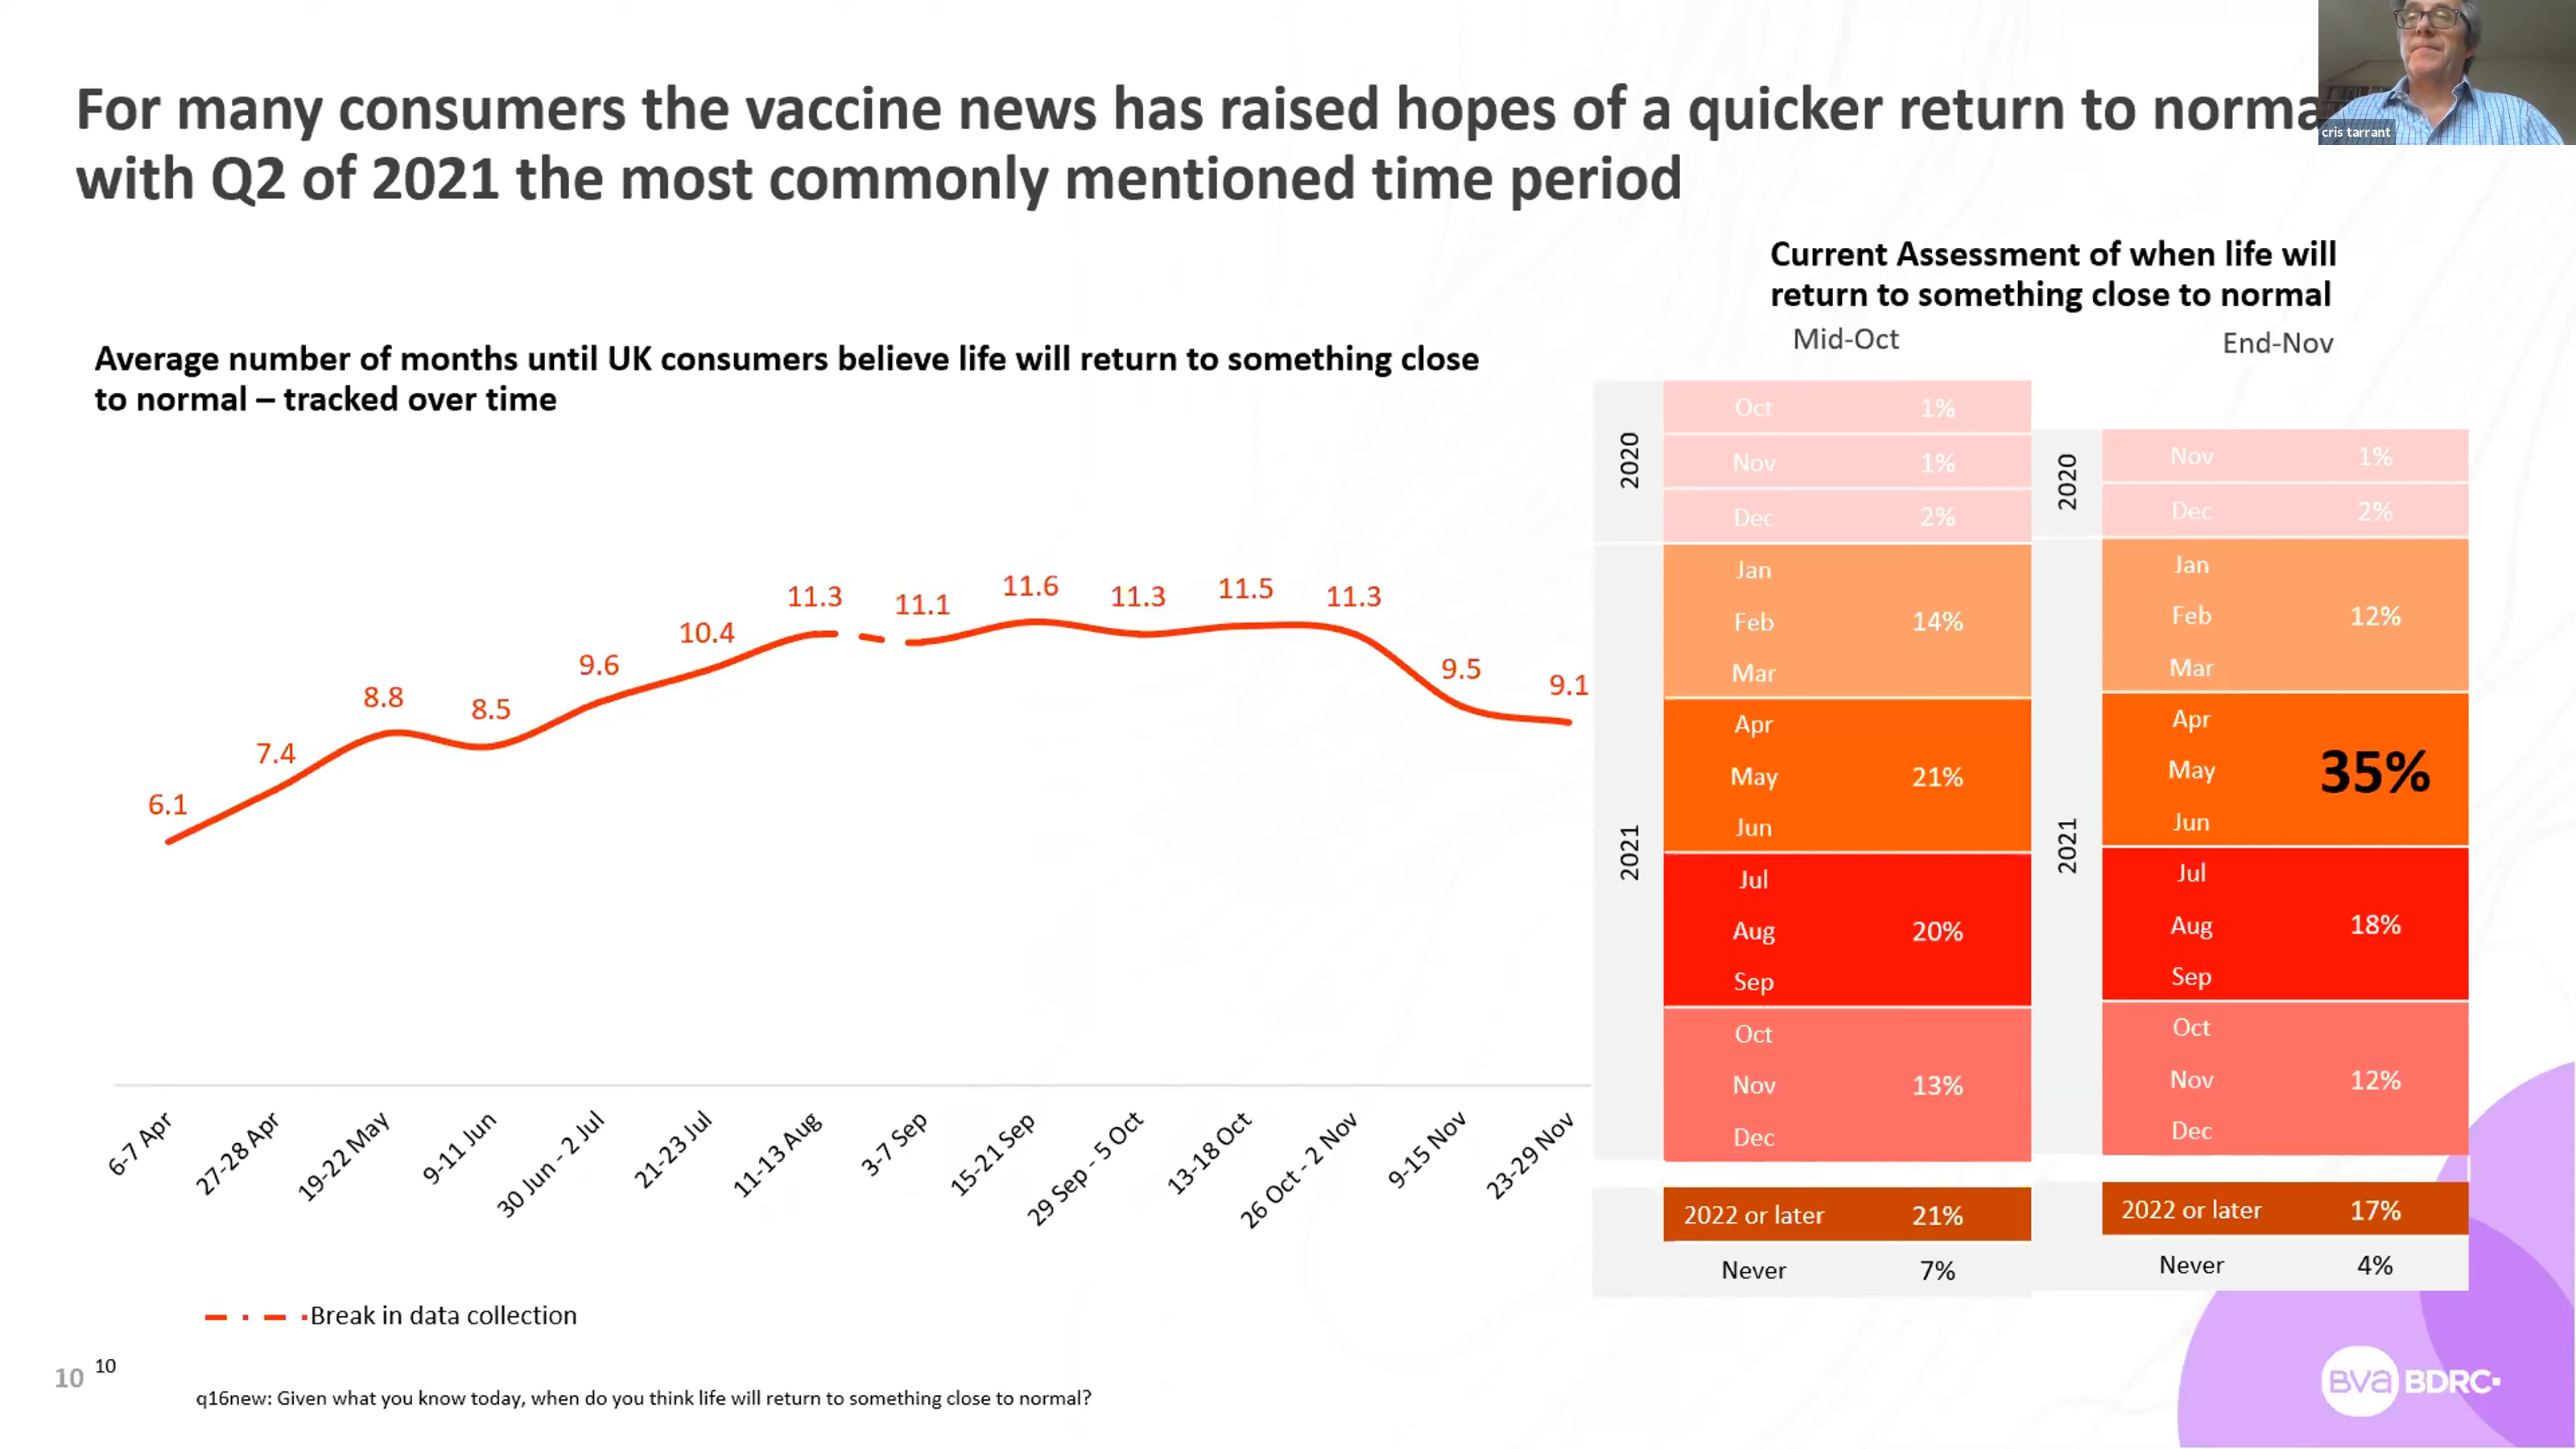 For many consumers the vaccine news has raised hopes of a quicker return to norma
with Q2 of 2021 the most commonly mentioned time period
cris tarrant
Average number of months until UK consumers believe life will return to something close
to normal – tracked over time
6.1
7.4
8.8
8.5
9.6
10.4
11.3
11.1
11.6
11.3
11.5
11.3
9.5
9.1
6-7 Apr
27-28 Apr
19-22 May
9-11 Jun
30 Jun - 2 Jul
21-23 Jul
11-13 Aug
3-7 Sep
15-21 Sep
29 Sep - 5 Oct
13-18 Oct
26 Oct - 2 Nov
9-15 Nov
23-29 Nov
Break in data collection
Current Assessment of when life will
return to something close to normal
Mid-Oct
2020
Oct 1%
Nov 1%
Dec 2%
2021
Jan
Feb 14%
Mar
Apr
May 21%
Jun
Jul
Aug 20%
Sep
Oct
Nov 13%
Dec
2022 or later 21%
Never 7%
End-Nov
2020
Nov 1%
Dec 2%
2021
Jan
Feb 12%
Mar
Apr
May 35%
Jun
Jul
Aug 18%
Sep
Oct
Nov 12%
Dec
2022 or later 17%
Never 4%
10
10
q16new: Given what you know today, when do you think life will return to something close to normal?
BVa BDRC